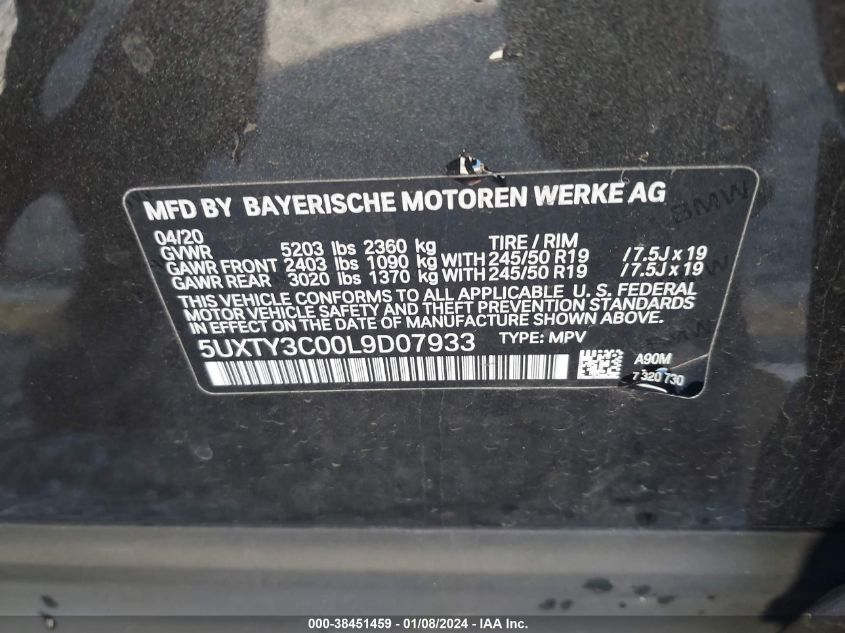 MFD BY BAYERISCHE MOTOREN WERKE AG
04/20
GVWR 5203 lbs 2360 kg TIRE / RIM
GAWR FRONT 2403 lbs 1090 kg WITH 245/50 R19 /7.5J x 19
GAWR REAR 3020 lbs 1370 kg WITH 245/50 R19 /7.5J x 19
THIS VEHICLE CONFORMS TO ALL APPLICABLE U. S. FEDERAL
MOTOR VEHICLE SAFETY AND THEFT PREVENTION STANDARDS
IN EFFECT ON THE DATE OF MANUFACTURE SHOWN ABOVE.
5UXTY3C00L9D07933 TYPE: MPV
A90M
7 320 730
BMW
000-38451459 - 01/08/2024 - IAA Inc.